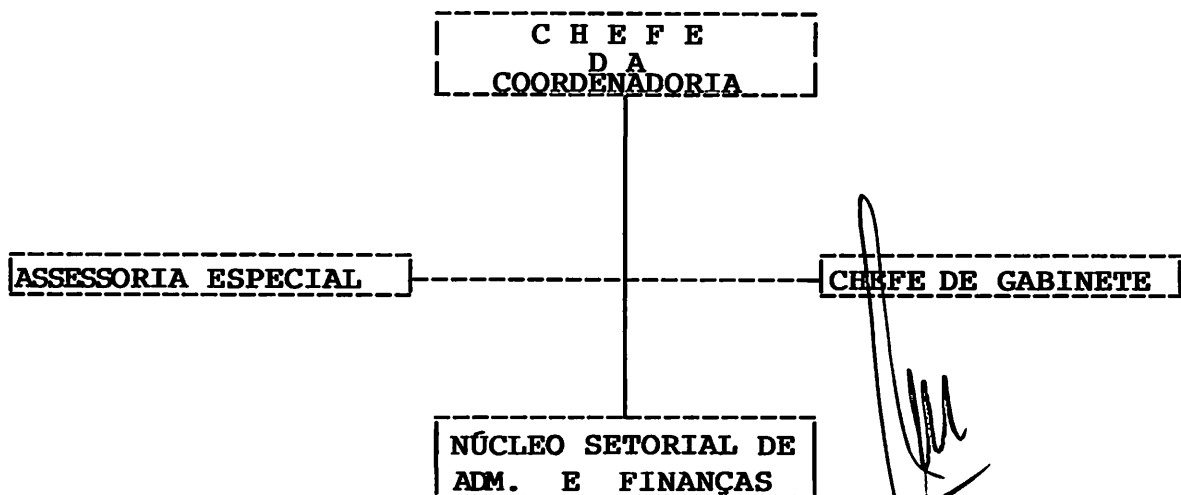 C H E F E
D A
COORDENADORIA
ASSESSORIA ESPECIAL
CHEFE DE GABINETE
NÚCLEO SETORIAL DE
ADM. E FINANÇAS